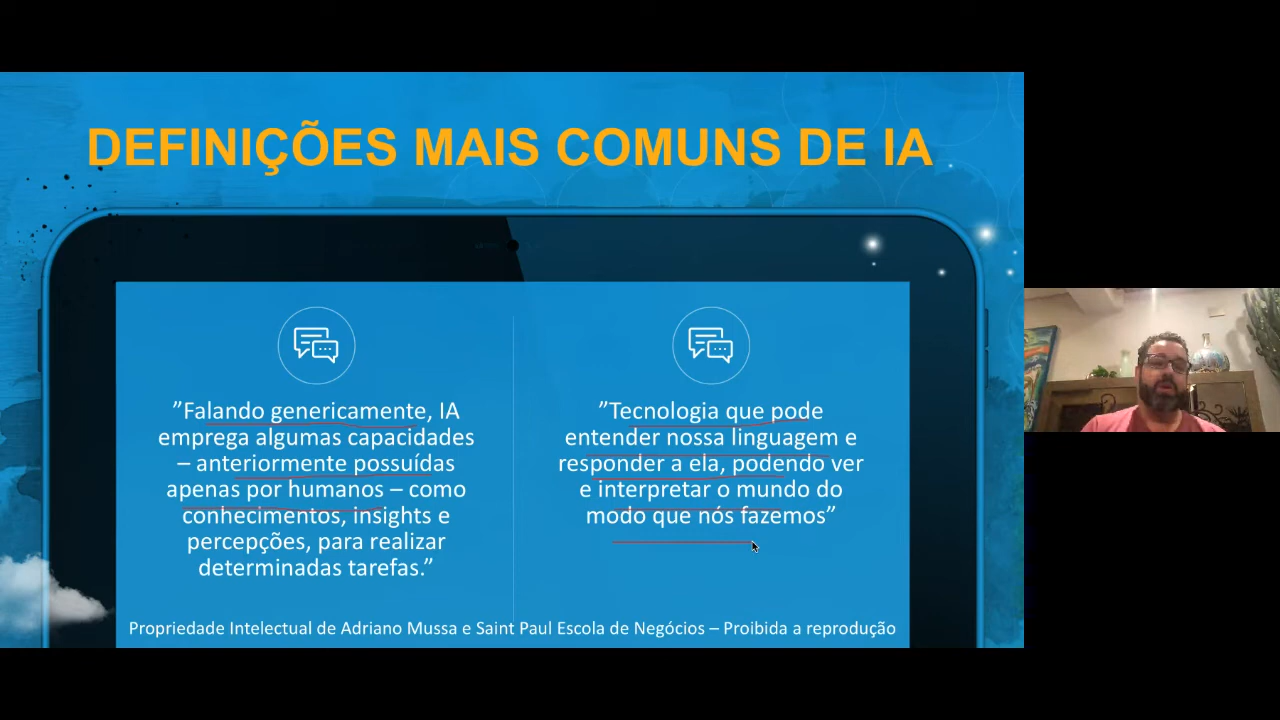 DEFINIÇÕES MAIS COMUNS DE IA
”Falando genericamente, IA
emprega algumas capacidades
– anteriormente possuídas
apenas por humanos – como
conhecimentos, insights e
percepções, para realizar
determinadas tarefas.”
”Tecnologia que pode
entender nossa linguagem e
responder a ela, podendo ver
e interpretar o mundo do
modo que nós fazemos”
Propriedade Intelectual de Adriano Mussa e Saint Paul Escola de Negócios – Proibida a reprodução